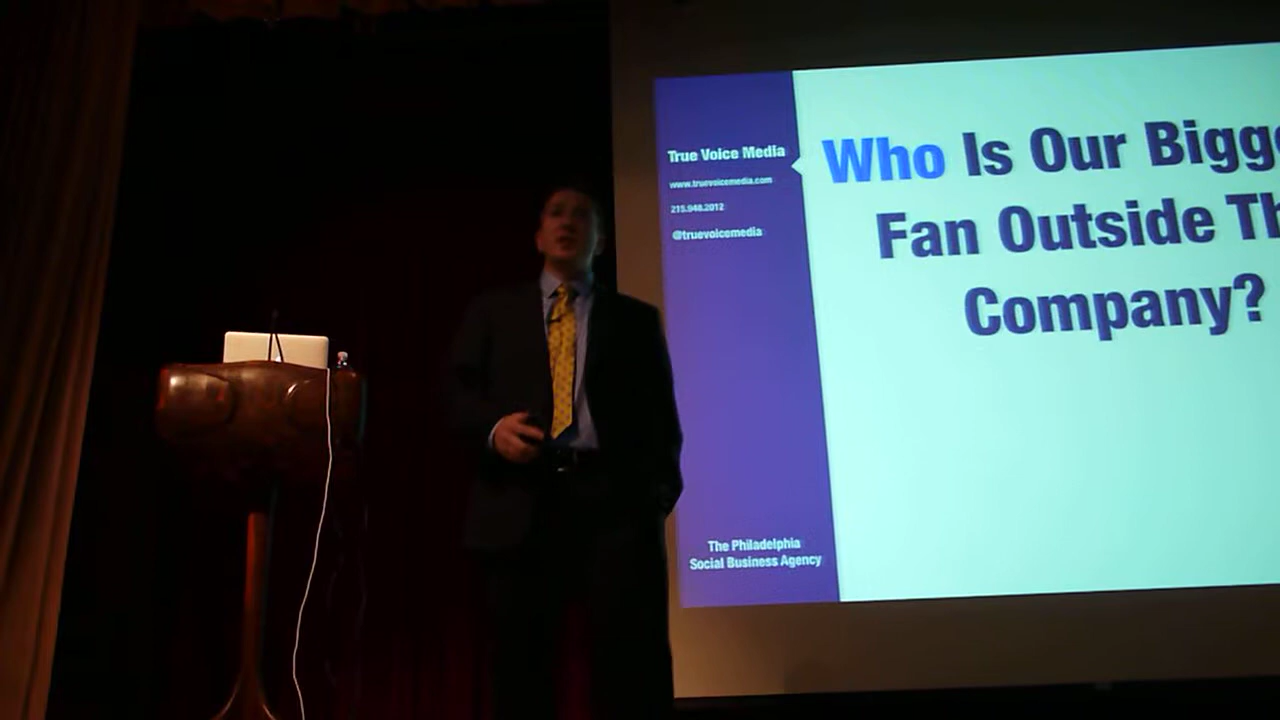 True Voice Media
www.truevoicemedia.com
215.948.2012
@truevoicemedia
The Philadelphia
Social Business Agency
Who Is Our Bigge
Fan Outside Th
Company?